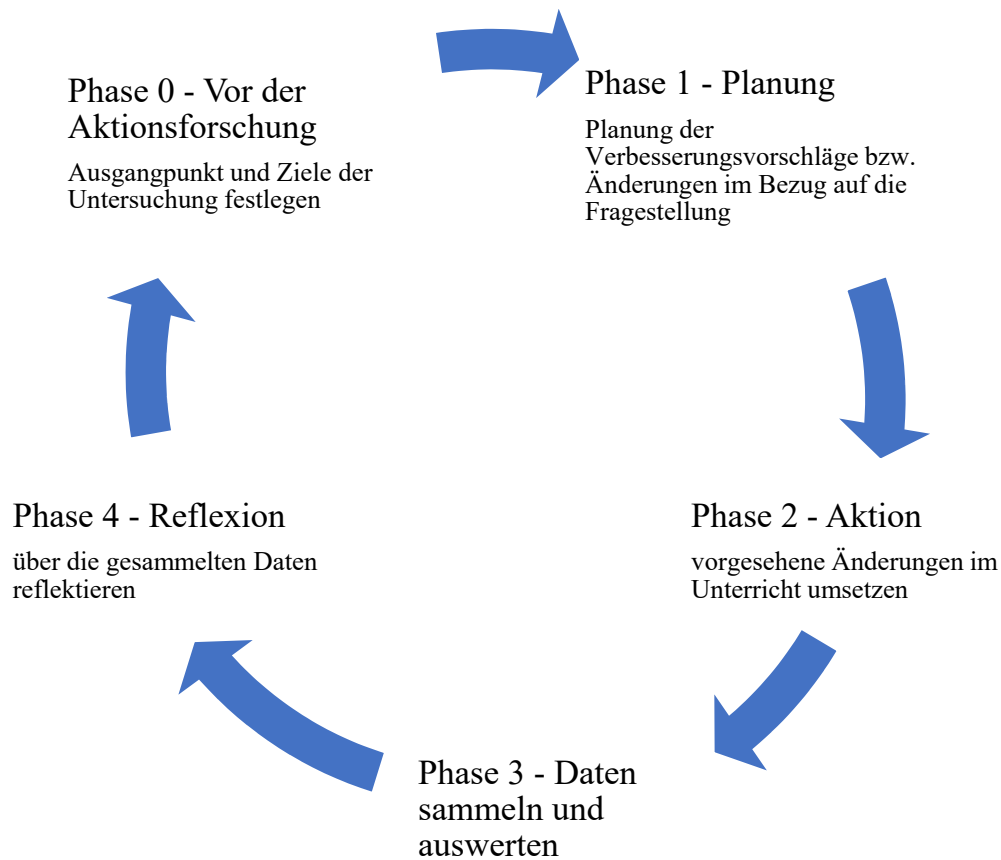 Phase 0 - Vor der
Aktionsforschung
Ausgangpunkt und Ziele der
Untersuchung festlegen
Phase 1 - Planung
Planung der
Verbesserungsvorschläge bzw.
Änderungen im Bezug auf die
Fragestellung
Phase 2 - Aktion
vorgesehene Änderungen im
Unterricht umsetzen
Phase 3 - Daten
sammeln und
auswerten
Phase 4 - Reflexion
über die gesammelten Daten
reflektieren